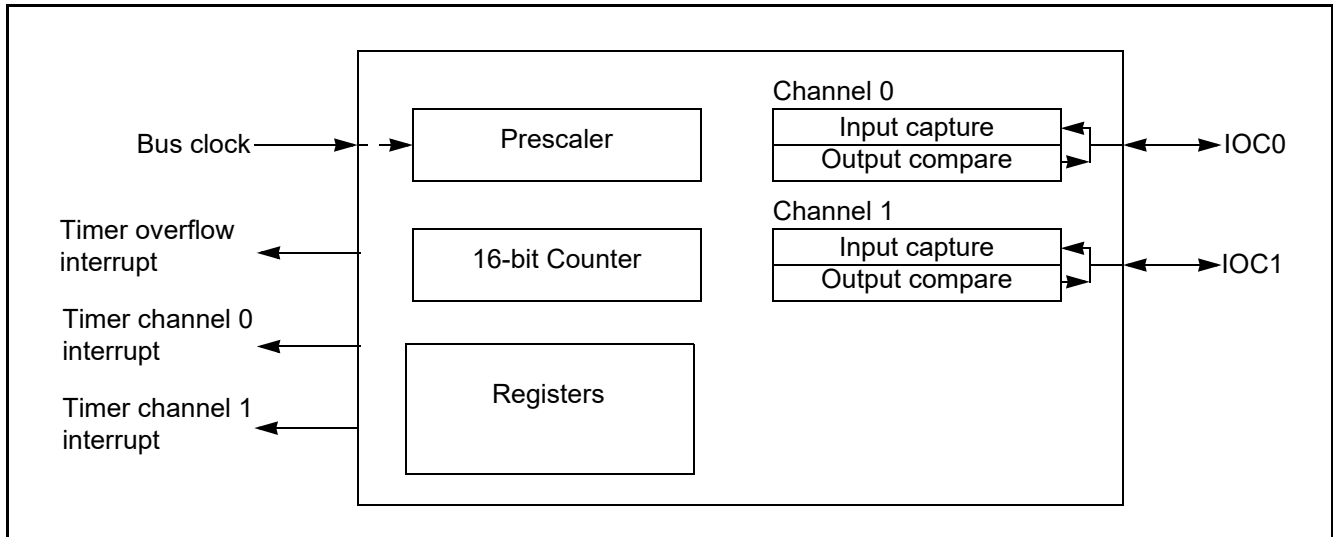 Bus clock
Timer overflow
interrupt
Timer channel 0
interrupt
Timer channel 1
interrupt
Prescaler
16-bit Counter
Registers
Channel 0
Input capture
Output compare
Channel 1
Input capture
Output compare
IOC0
IOC1